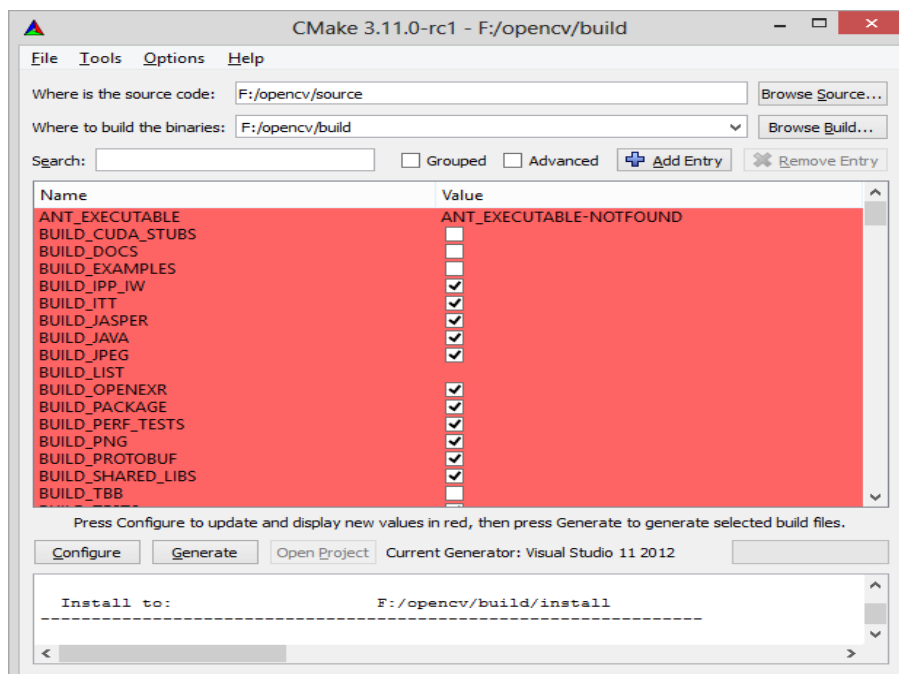 CMake 3.11.0-rc1 - F:/opencv/build
File Tools Options Help
Where is the source code: F:/opencv/source Browse Source...
Where to build the binaries: F:/opencv/build Browse Build...
Search: Grouped Advanced Add Entry Remove Entry
Name Value
ANT_EXECUTABLE ANT_EXECUTABLE-NOTFOUND
BUILD_CUDA_STUBS
BUILD_DOCS
BUILD_EXAMPLES
BUILD_IPP_IW
BUILD_ITT
BUILD_JASPER
BUILD_JAVA
BUILD_JPEG
BUILD_LIST
BUILD_OPENEXR
BUILD_PACKAGE
BUILD_PERF_TESTS
BUILD_PNG
BUILD_PROTOBUF
BUILD_SHARED_LIBS
BUILD_TBB
Press Configure to update and display new values in red, then press Generate to generate selected build files.
Configure Generate Open Project Current Generator: Visual Studio 11 2012
Install to: F:/opencv/build/install
-----------------------------------------------------------------